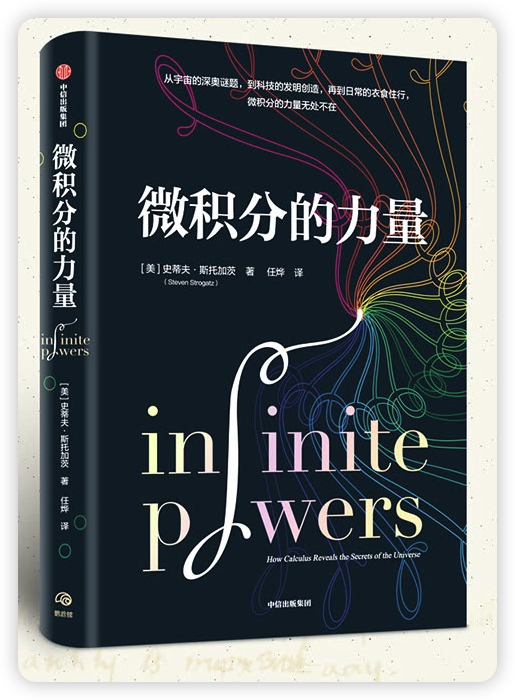 中信出版集团
微积分的力量
infinite
powers
[美]史蒂夫·斯托加茨 著 任烨 译
鹦鹉螺
从宇宙的深奥谜题，到科技的发明创造，再到日常的衣食住行，
微积分的力量无处不在
微积分的力量
[美]史蒂夫·斯托加茨 著 任烨 译
(Steven Strogatz)
infinite
powers
How Calculus Reveals the Secrets of the Universe
中信出版集团